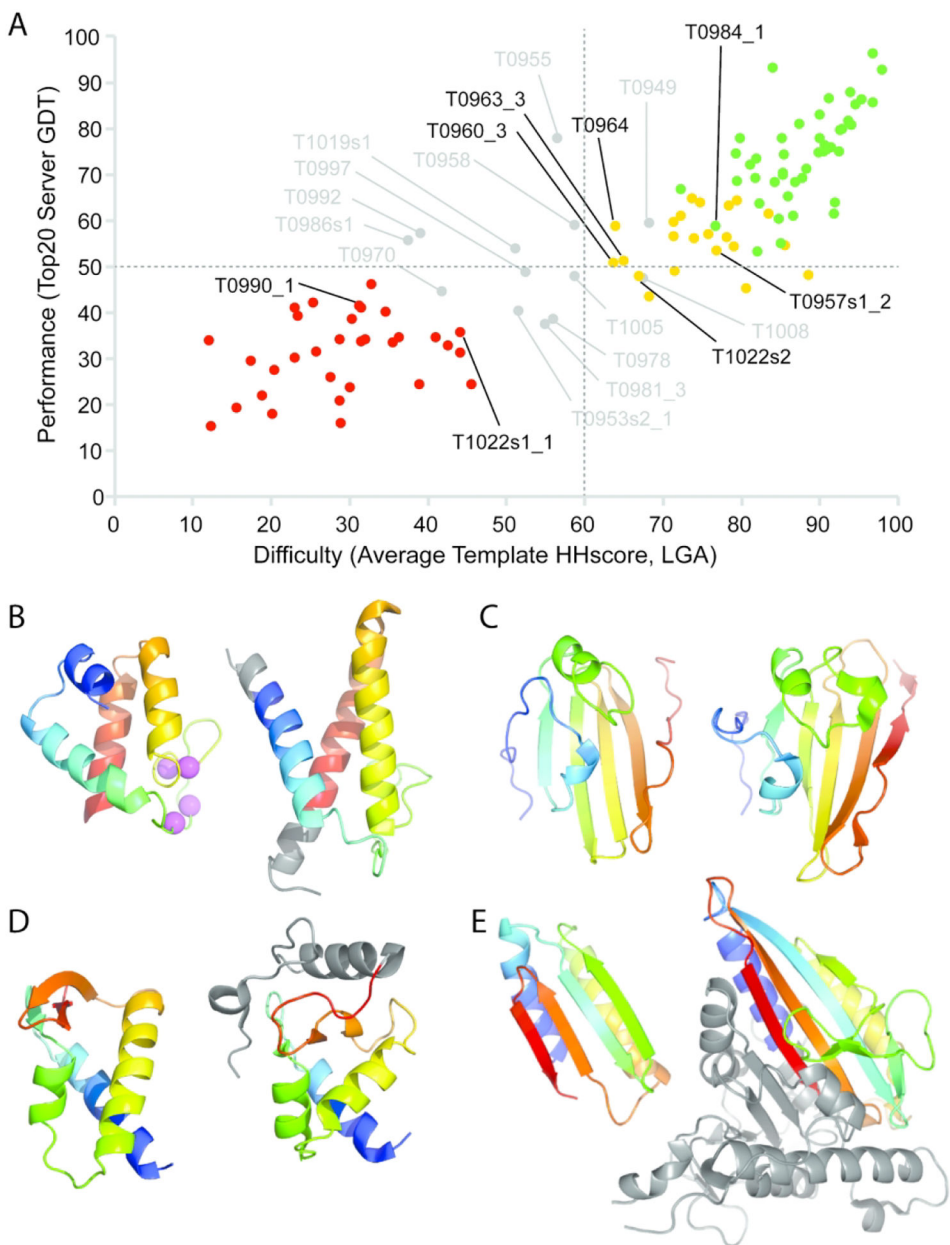 A
Performance (Top20 Server GDT)
100
90
80
70
60
50
40
30
20
10
0
T0955
T0984_1
T0963_3
T0949
T0960_3
T0964
T1019s1
T0958
T0997
T0992
T0986s1
T0970
T0990_1
T0957s1_2
T1005
T1008
T1022s2
T0978
T0981_3
T0953s2_1
T1022s1_1
0 10 20 30 40 50 60 70 80 90 100
Difficulty (Average Template HHscore, LGA)
B
C
D
E